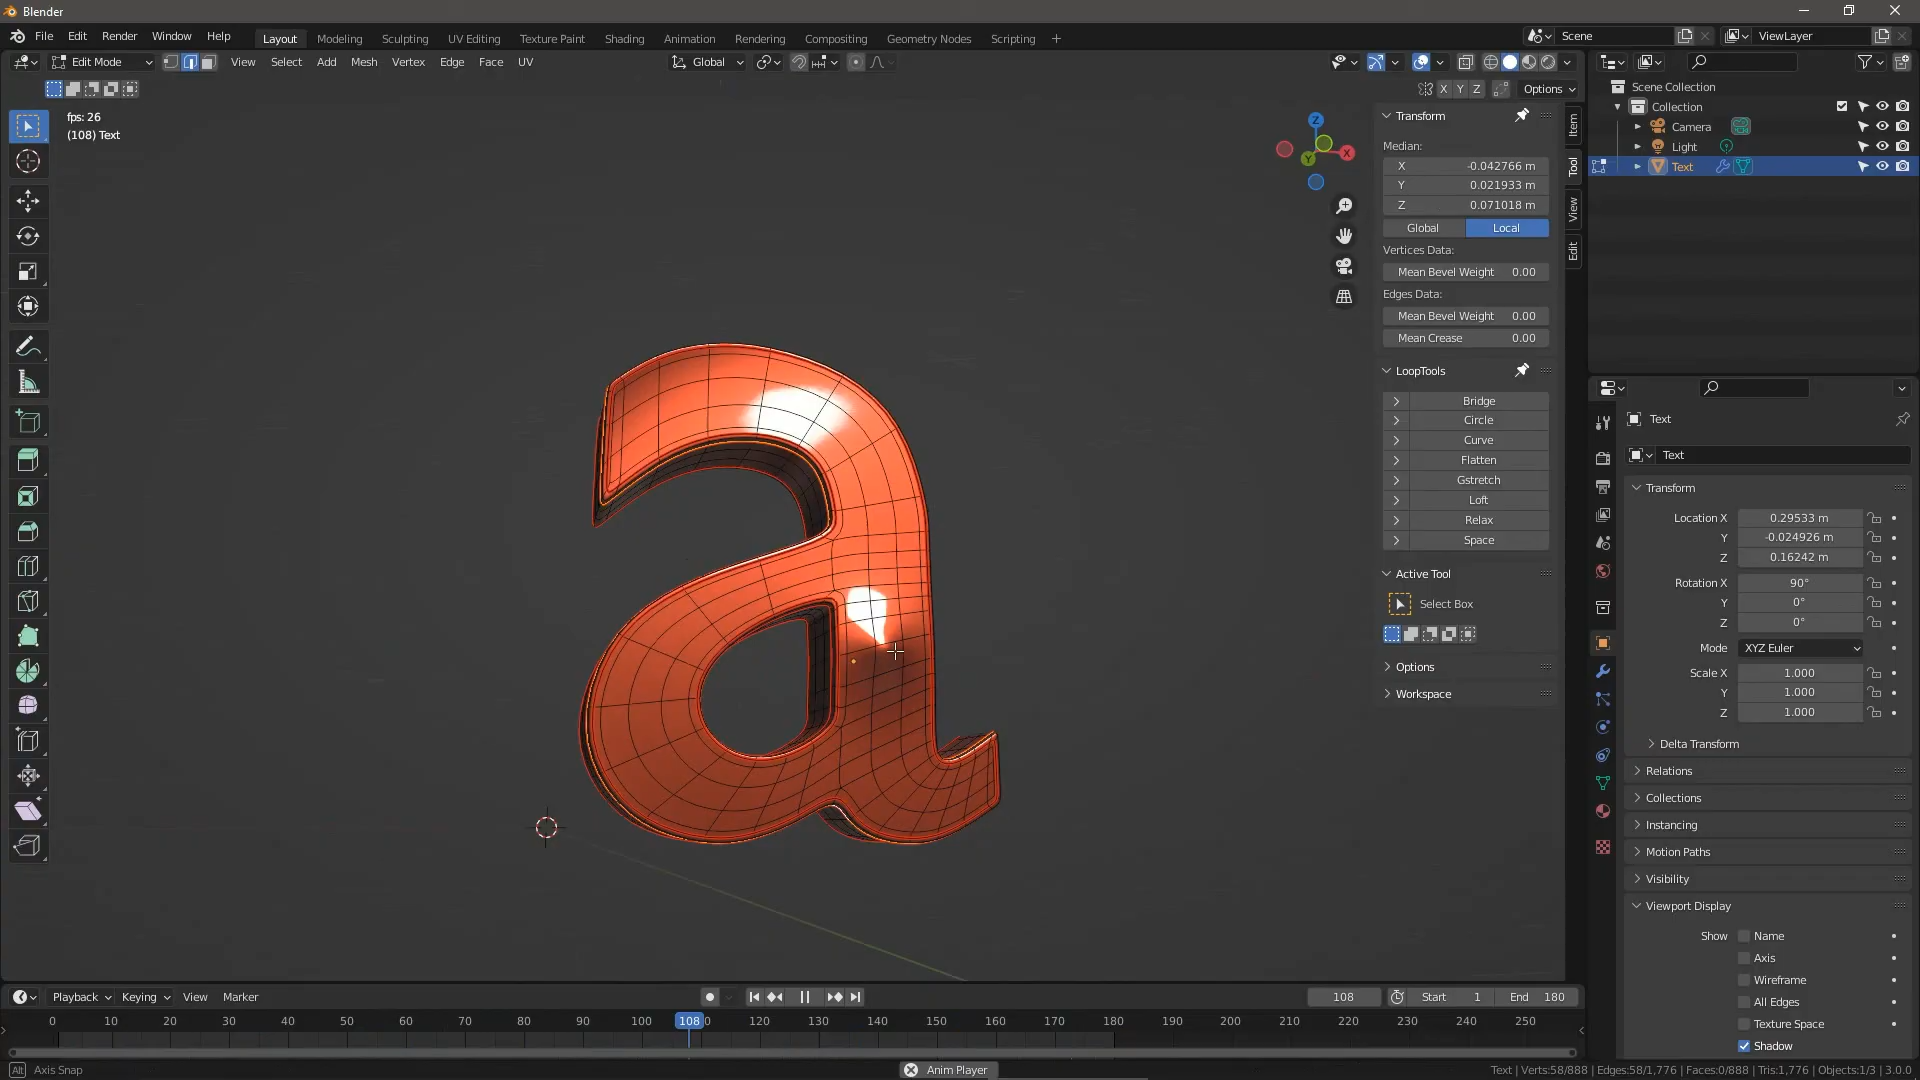 Blender
File Edit Render Window Help
Layout Modeling Sculpting UV Editing Texture Paint Shading Animation Rendering Compositing Geometry Nodes Scripting +
Scene
ViewLayer
Edit Mode
View Select Add Mesh Vertex Edge Face UV
Global
X Y Z
Options
fps: 26
(108) Text
Z
X
Y
Transform
Median:
X -0.042766 m
Y 0.021933 m
Z 0.071018 m
Global Local
Vertices Data:
Mean Bevel Weight 0.00
Edges Data:
Mean Bevel Weight 0.00
Mean Crease 0.00
LoopTools
Bridge
Circle
Curve
Flatten
Gstretch
Loft
Relax
Space
Active Tool
Select Box
Options
Workspace
Item
Tool
View
Edit
a
Scene Collection
Collection
Camera
Light
Text
Text
Text
Transform
Location X 0.29533 m
Y -0.024926 m
Z 0.16242 m
Rotation X 90°
Y 0°
Z 0°
Mode XYZ Euler
Scale X 1.000
Y 1.000
Z 1.000
Delta Transform
Relations
Collections
Instancing
Motion Paths
Visibility
Viewport Display
Show Name
Axis
Wireframe
All Edges
Texture Space
Shadow
Playback Keying View Marker
108
Start 1
End 180
0 10 20 30 40 50 60 70 80 90 100 108 120 130 140 150 160 170 180 190 200 210 220 230 240 250
Alt Axis Snap
Anim Player
Text | Verts:58/888 | Edges:58/1,776 | Faces:0/888 | Tris:1,776 | Objects:1/3 | 3.0.0